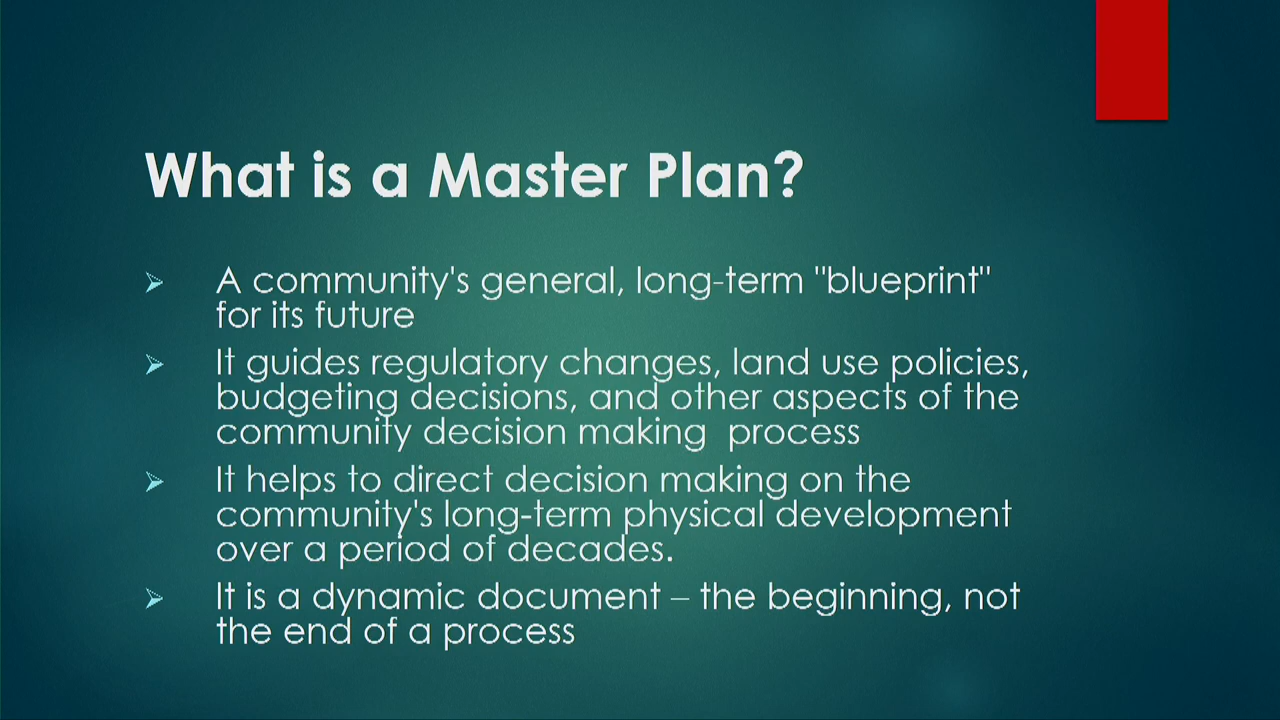 What is a Master Plan?
A community's general, long-term "blueprint"
for its future
It guides regulatory changes, land use policies,
budgeting decisions, and other aspects of the
community decision making  process
It helps to direct decision making on the
community's long-term physical development
over a period of decades.
It is a dynamic document – the beginning, not
the end of a process